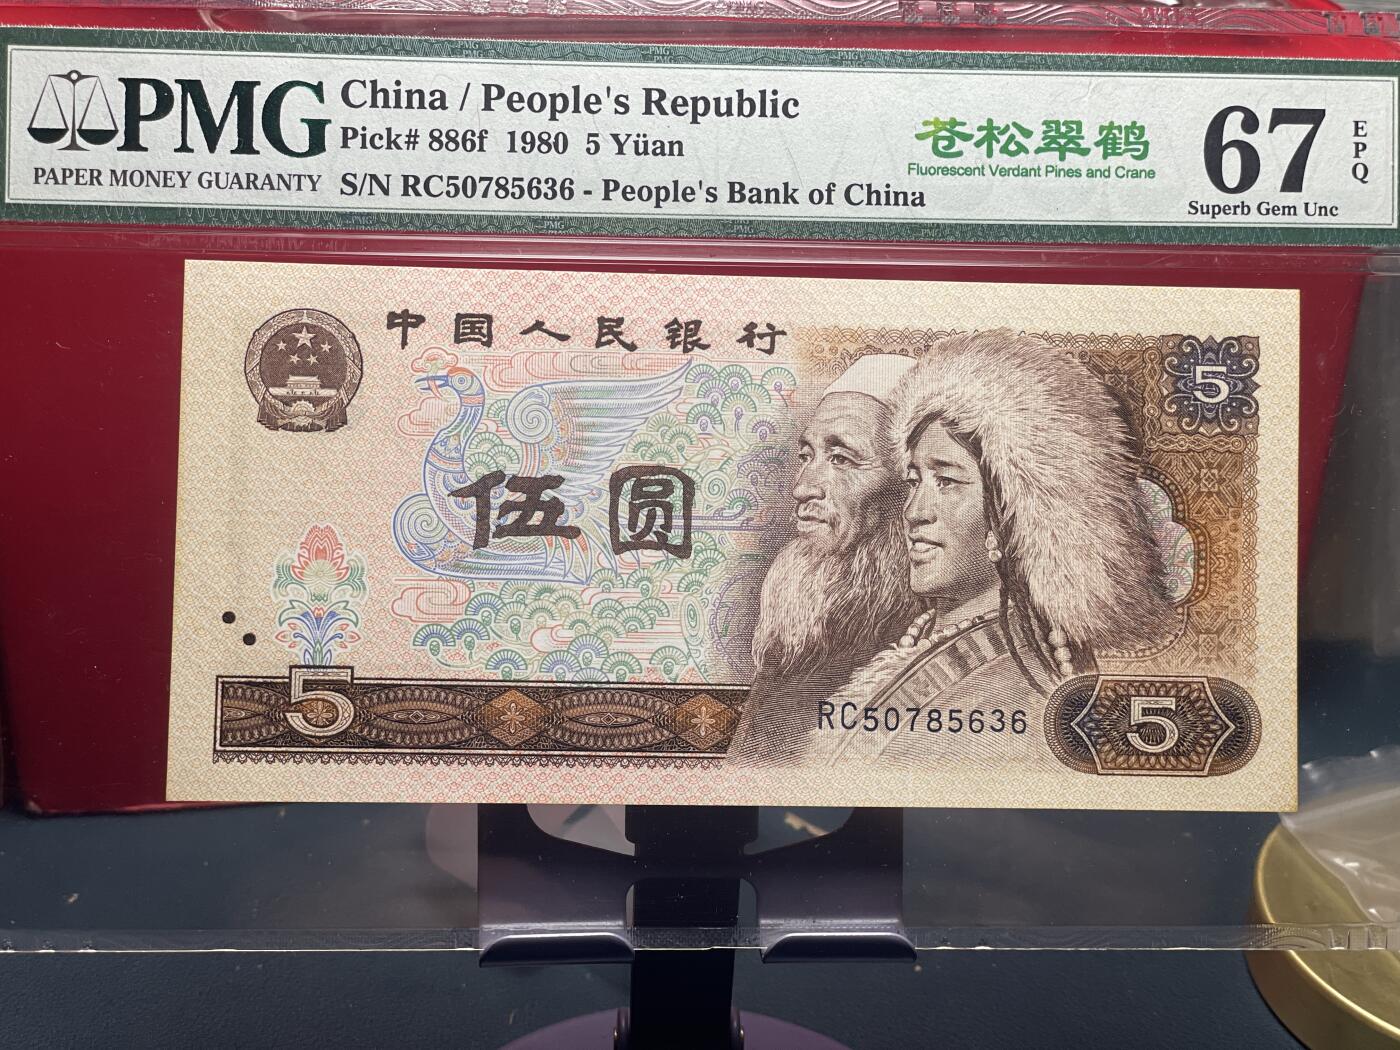 PMG
PAPER MONEY GUARANTY
China / People's Republic
Pick# 886f 1980 5 Yüan
S/N RC50785636 - People's Bank of China
苍松翠鹤
Fluorescent Verdant Pines and Crane
67
EPQ
Superb Gem Unc
中国人民银行
5
伍圆
5
RC50785636
5